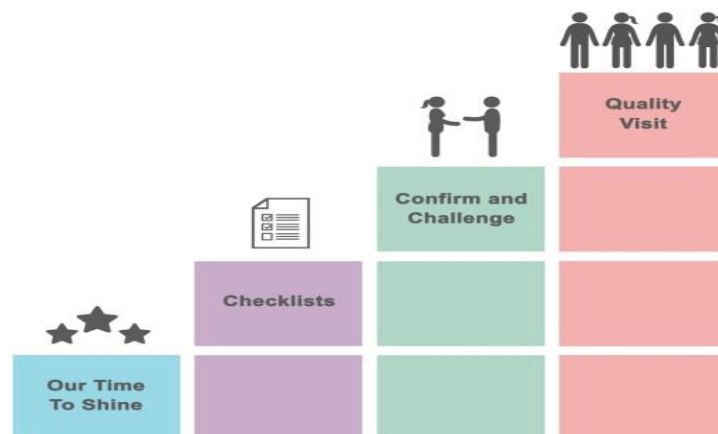 Quality
Visit
Confirm and
Challenge
Checklists
Our Time
To Shine